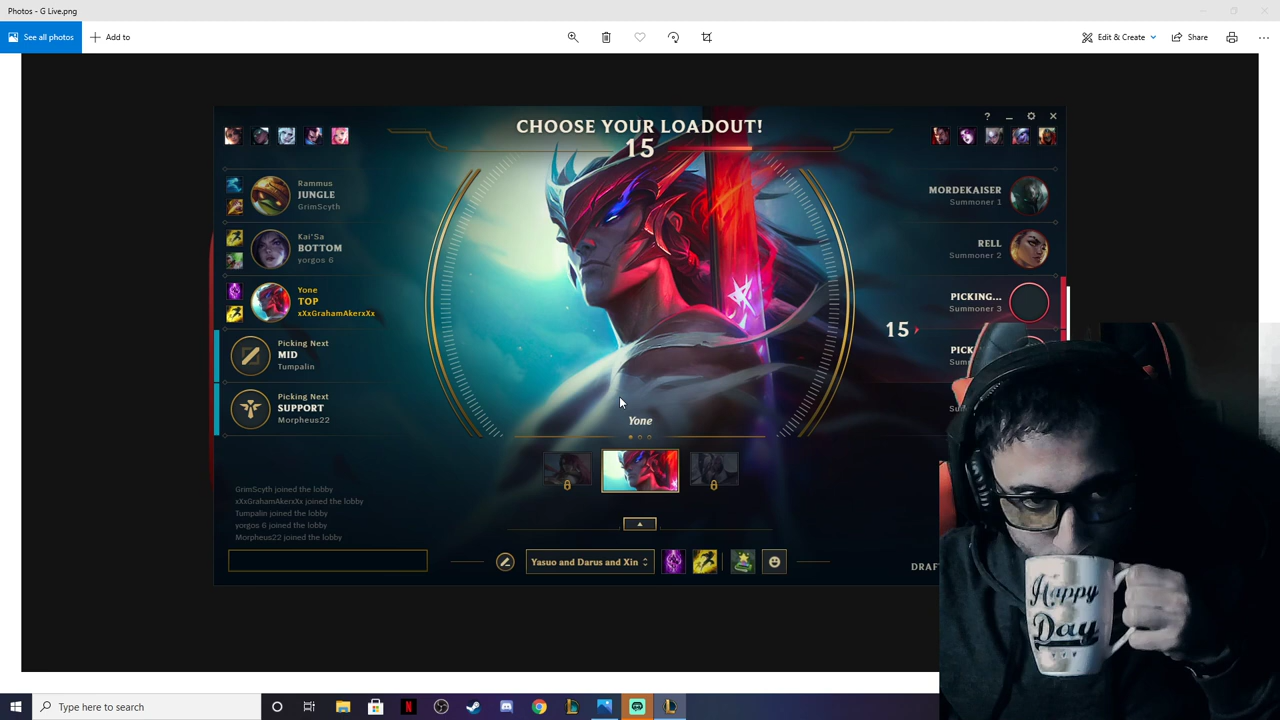 Photos - G Live.png
See all photos
Add to
Edit & Create
Share
CHOOSE YOUR LOADOUT!
15
?
Rammus
JUNGLE
GrimScyth
Kai'Sa
BOTTOM
yorgos 6
Yone
TOP
xXxGrahamAkerxXx
Picking Next
MID
Tumpalin
Picking Next
SUPPORT
Morpheus22
MORDEKAISER
Summoner 1
RELL
Summoner 2
PICKING...
Summoner 3
15
PICK
Sum
Yone
GrimScyth joined the lobby
xXxGrahamAkerxXx joined the lobby
Tumpalin joined the lobby
yorgos 6 joined the lobby
Morpheus22 joined the lobby
Yasuo and Darus and Xin
DRAF
Happy
Day
Type here to search